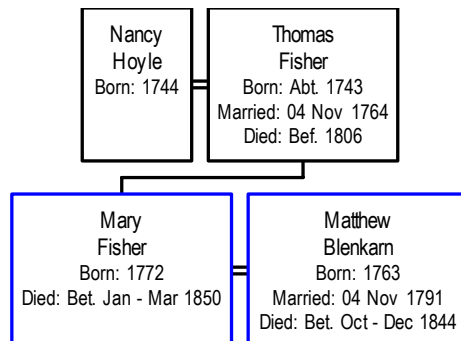 Nancy
Hoyle
Born: 1744
Thomas
Fisher
Born: Abt. 1743
Married: 04 Nov 1764
Died: Bef. 1806
Mary
Fisher
Born: 1772
Died: Bet. Jan - Mar 1850
Matthew
Blenkarn
Born: 1763
Married: 04 Nov 1791
Died: Bet. Oct - Dec 1844